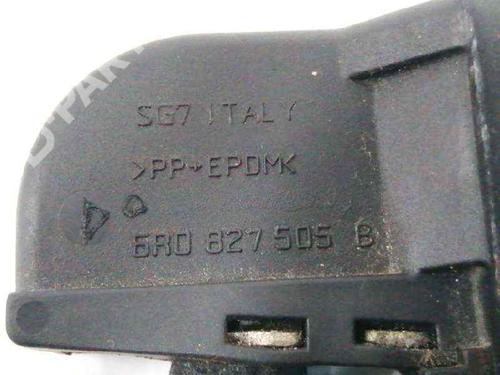 SG7 ITALY
>PP+EPDM<
6R0 827 505 B